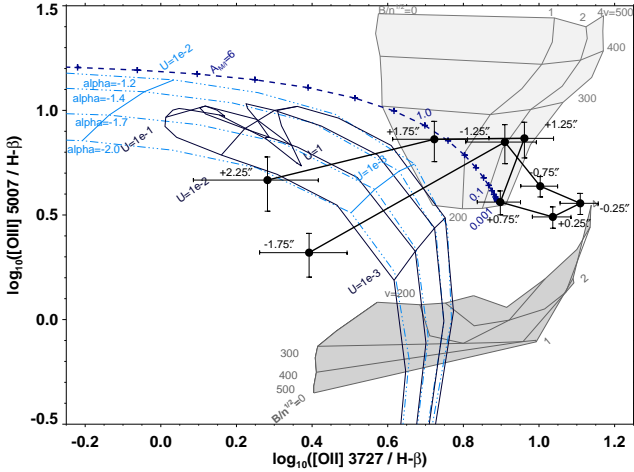 1.5
1.0
0.5
0.0
-0.5
log10([OIII] 5007 / H-β)
-0.2
0.0
0.2
0.4
0.6
0.8
1.0
1.2
log10([OII] 3727 / H-β)
B/n^1/2=0
1
2
4v=500
400
300
200
U=1e-2
A_M/I=6
alpha=-1.2
alpha=-1.4
alpha=-1.7
alpha=-2.0
U=1e-1
U=1
U=1e-3
U=1e-2
U=1e-3
1.0
0.1
0.001
+1.75"
-1.25"
+1.25"
+2.25"
-0.75"
-0.25"
+0.75"
+0.25"
-1.75"
v=200
2
1
300
400
500
B/n^1/2=0